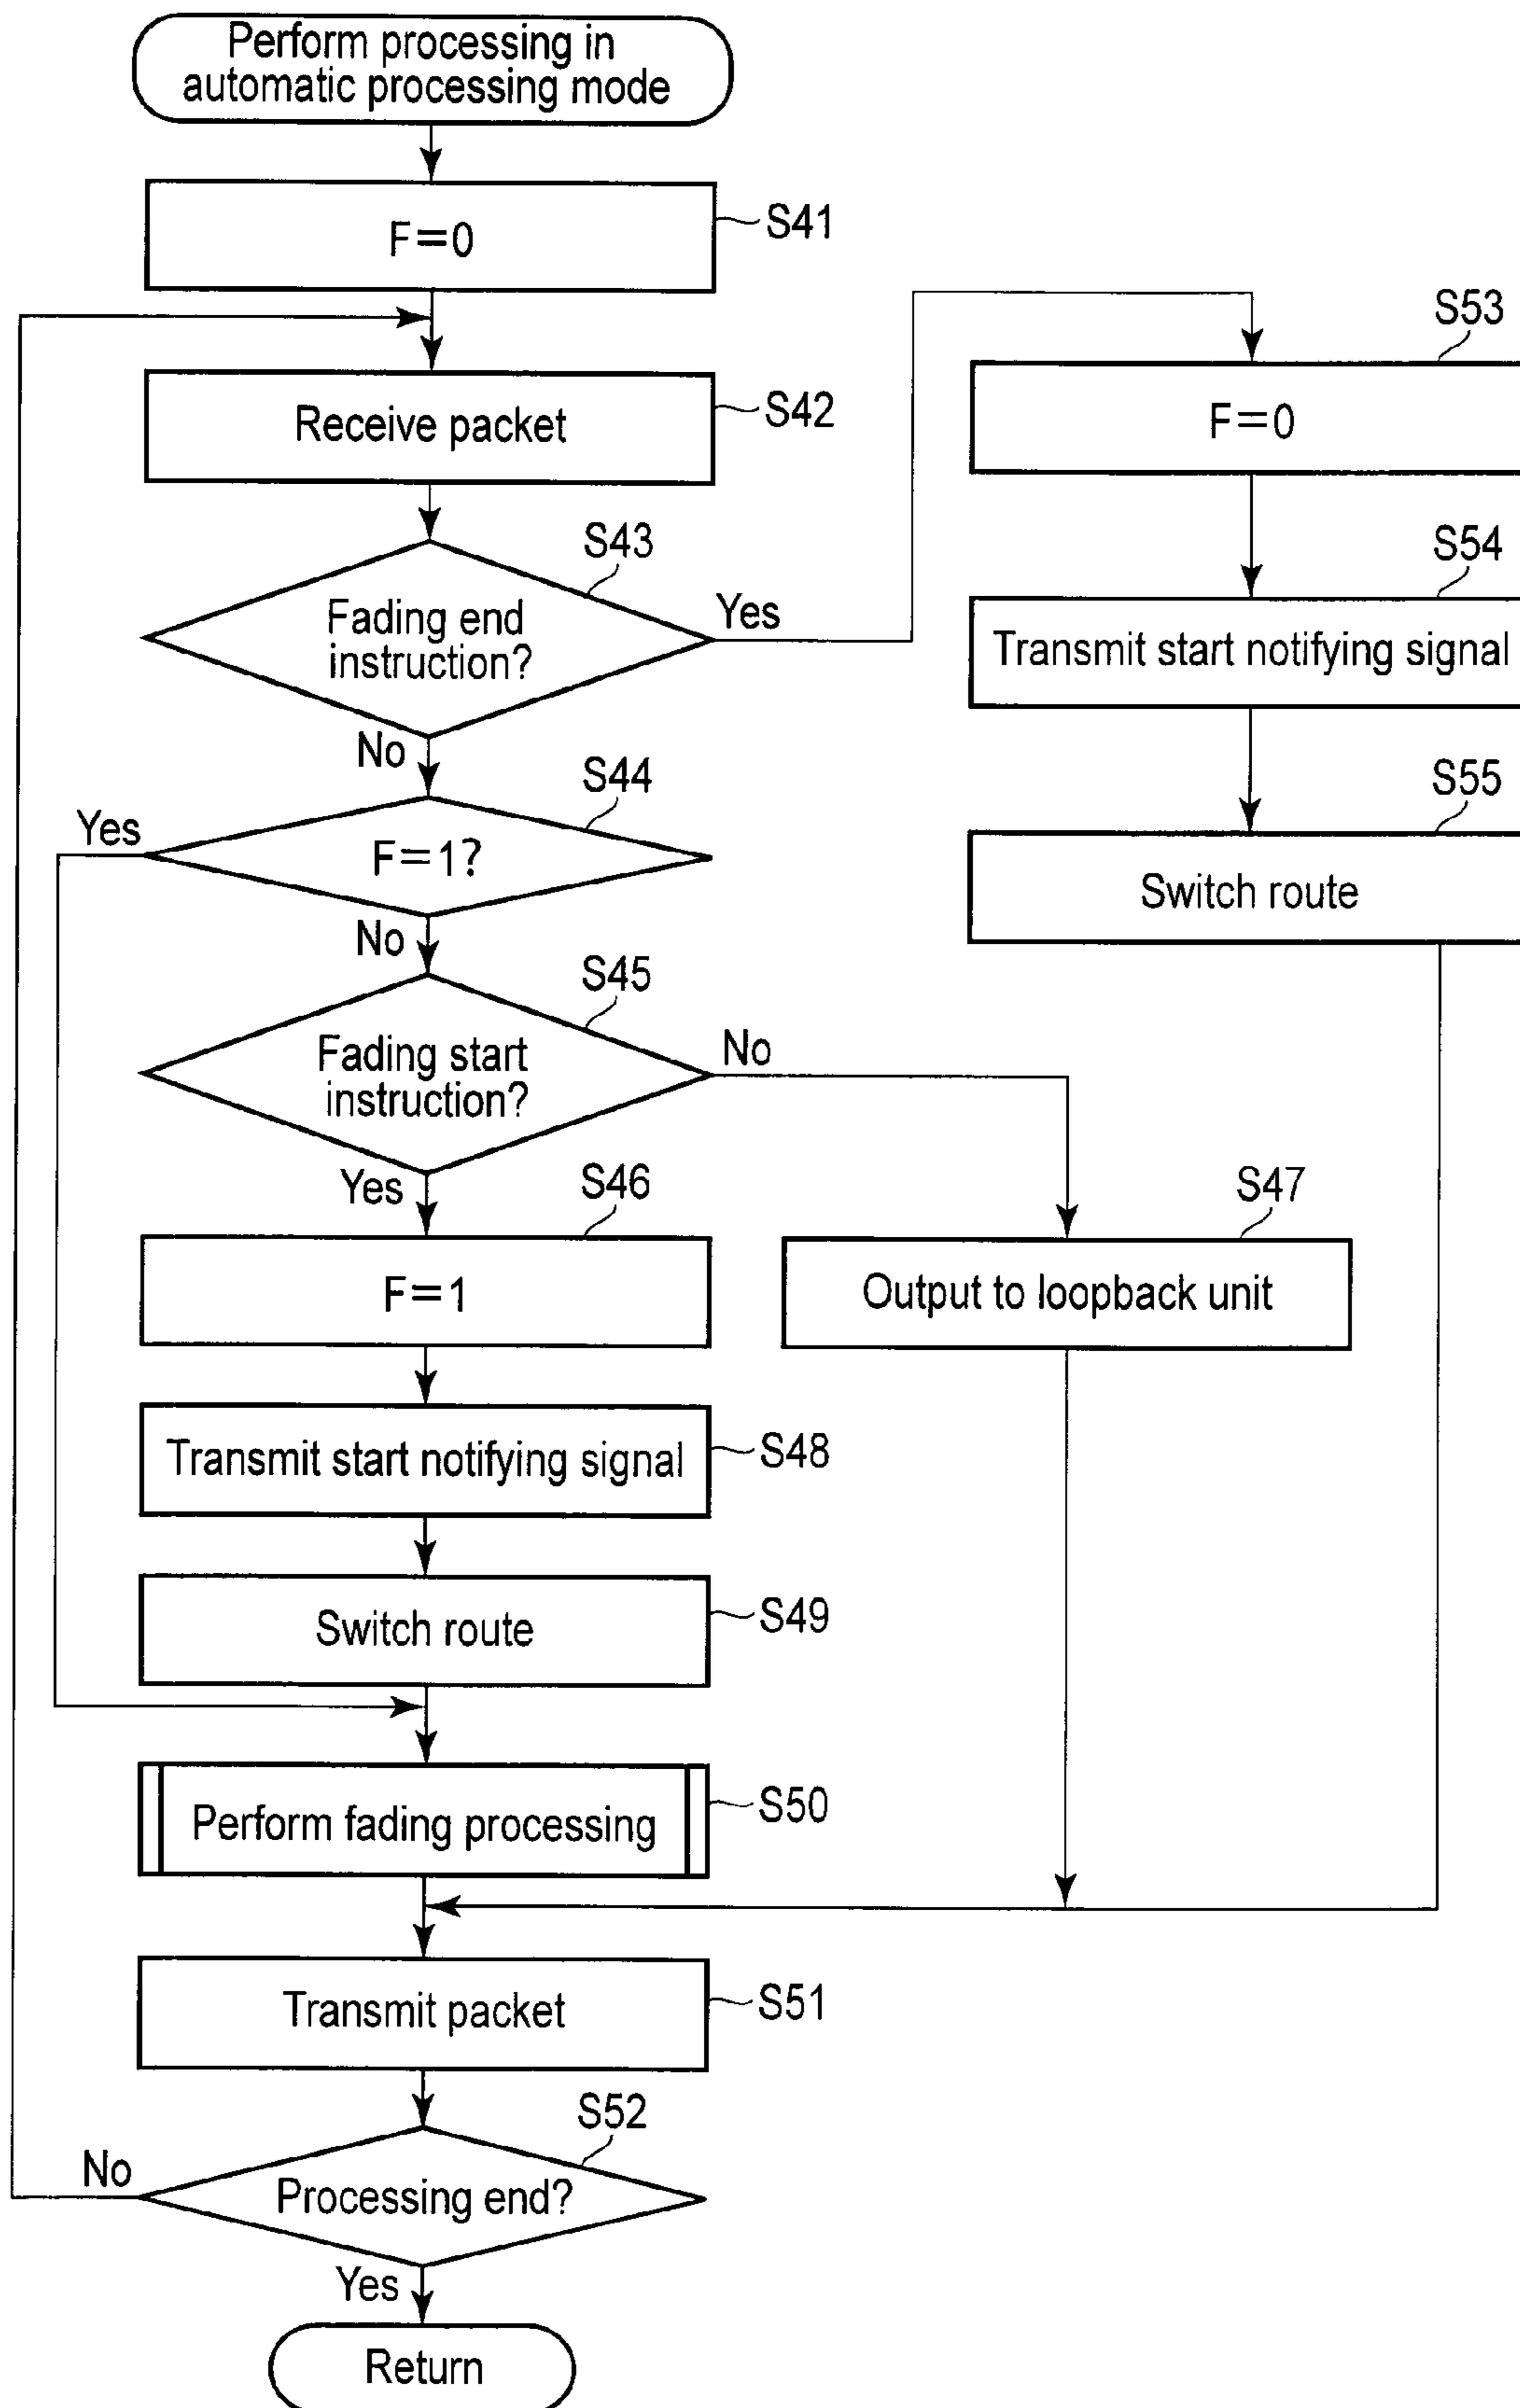 Perform processing in
automatic processing mode
F=0
S41
Receive packet
S42
Fading end
instruction?
S43
Yes
No
F=0
S53
Transmit start notifying signal
S54
Switch route
S55
F=1?
S44
Yes
No
Fading start
instruction?
S45
No
Yes
F=1
S46
Output to loopback unit
S47
Transmit start notifying signal
S48
Switch route
S49
Perform fading processing
S50
Transmit packet
S51
Processing end?
S52
No
Yes
Return